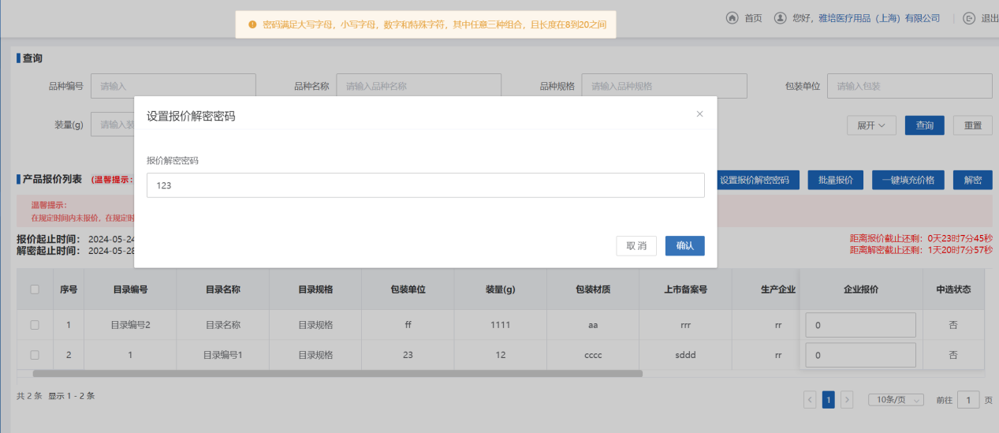 首页 您好，雅培医疗用品（上海）有限公司 退出
密码满足大写字母，小写字母，数字和特殊字符，其中任意三种组合，且长度在8到20之间
查询
品种编号 请输入 品种名称 请输入品种名称 品种规格 请输入品种规格 包装单位 请输入包装
装量(g) 请输入装 展开 查询 重置
设置报价解密密码
报价解密密码
123
取消 确认
产品报价列表 (温馨提示: 设置报价解密密码 批量报价 一键填充价格 解密
温馨提示:
在规定时间内未报价，在规定时
报价起止时间： 2024-05-24 距离报价截止还剩：0天23时7分45秒
解密起止时间： 2024-05-28 距离解密截止还剩：1天20时7分57秒
序号 目录编号 目录名称 目录规格 包装单位 装量(g) 包装材质 上市备案号 生产企业 企业报价 中选状态
1 目录编号2 目录名称 目录规格 ff 1111 aa rrr rr 0 否
2 1 目录编号1 目录规格 23 12 cccc sddd rr 0 否
共 2 条 显示 1 - 2 条 1 10条/页 前往 1 页